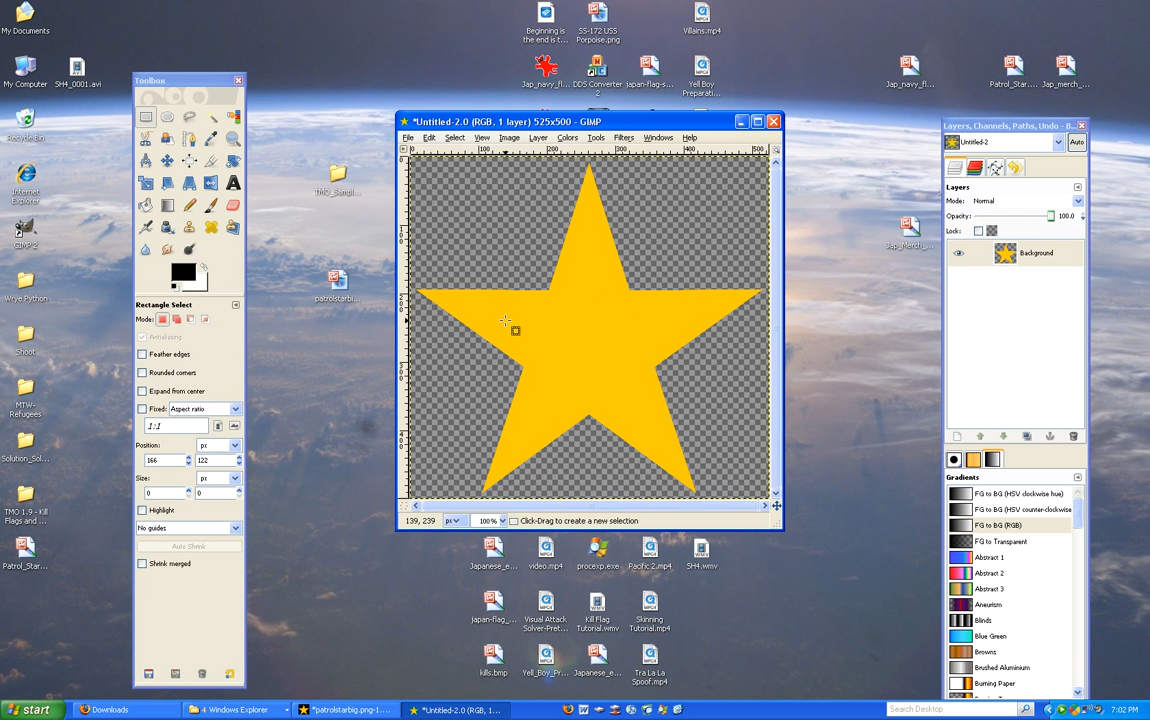 My Documents
My Computer
SH4_0001.avi
Recycle Bin
Internet
Explorer
GIMP 2
Wrye Python
Shoot
MTW-
Refugees
Solution_Sol...
TMO 1.9 - Kill
Flags and ...
Patrol_Star...
TMO_Sampl...
patrolstarbi...
Beginning is
the end is t...
SS-172 USS
Porpoise.png
Villains.mp4
Jap_navy_fl...
DDS Converter
2
japan-flag-s...
Yell Boy
Preparati...
Jap_navy_fl...
Patrol_Star...
Jap_merch_...
Jap_Merch_...
Toolbox
Rectangle Select
Mode:
Antialiasing
Feather edges
Rounded corners
Expand from center
Fixed:
Aspect ratio
1:1
Position:
px
166
122
Size:
px
0
0
Highlight
No guides
Auto Shrink
Shrink merged
*Untitled-2.0 (RGB, 1 layer) 525x500 - GIMP
File Edit Select View Image Layer Colors Tools Filters Windows Help
0 100 200 300 400 500
139, 239
px
100%
Click-Drag to create a new selection
Layers, Channels, Paths, Undo - B...
Untitled-2
Auto
Layers
Mode: Normal
Opacity: 100.0
Lock:
Background
Gradients
FG to BG (HSV clockwise hue)
FG to BG (HSV counter-clockwise
FG to BG (RGB)
FG to Transparent
Abstract 1
Abstract 2
Abstract 3
Aneurism
Blinds
Blue Green
Browns
Brushed Aluminium
Burning Paper
Japanese_e...
video.mp4
procexp.exe
Pacific 2.mp4
SH4.wmv
japan-flag_...
Visual Attack
Solver-Pret...
Kill Flag
Tutorial.wmv
Skinning
Tutorial.mp4
kills.bmp
Yell_Boy_Pr...
Japanese_e...
Tra La La
Spoof.mp4
start
Downloads
4 Windows Explorer
*patrolstarbig.png-1....
*Untitled-2.0 (RGB, 1...
Search Desktop
7:02 PM